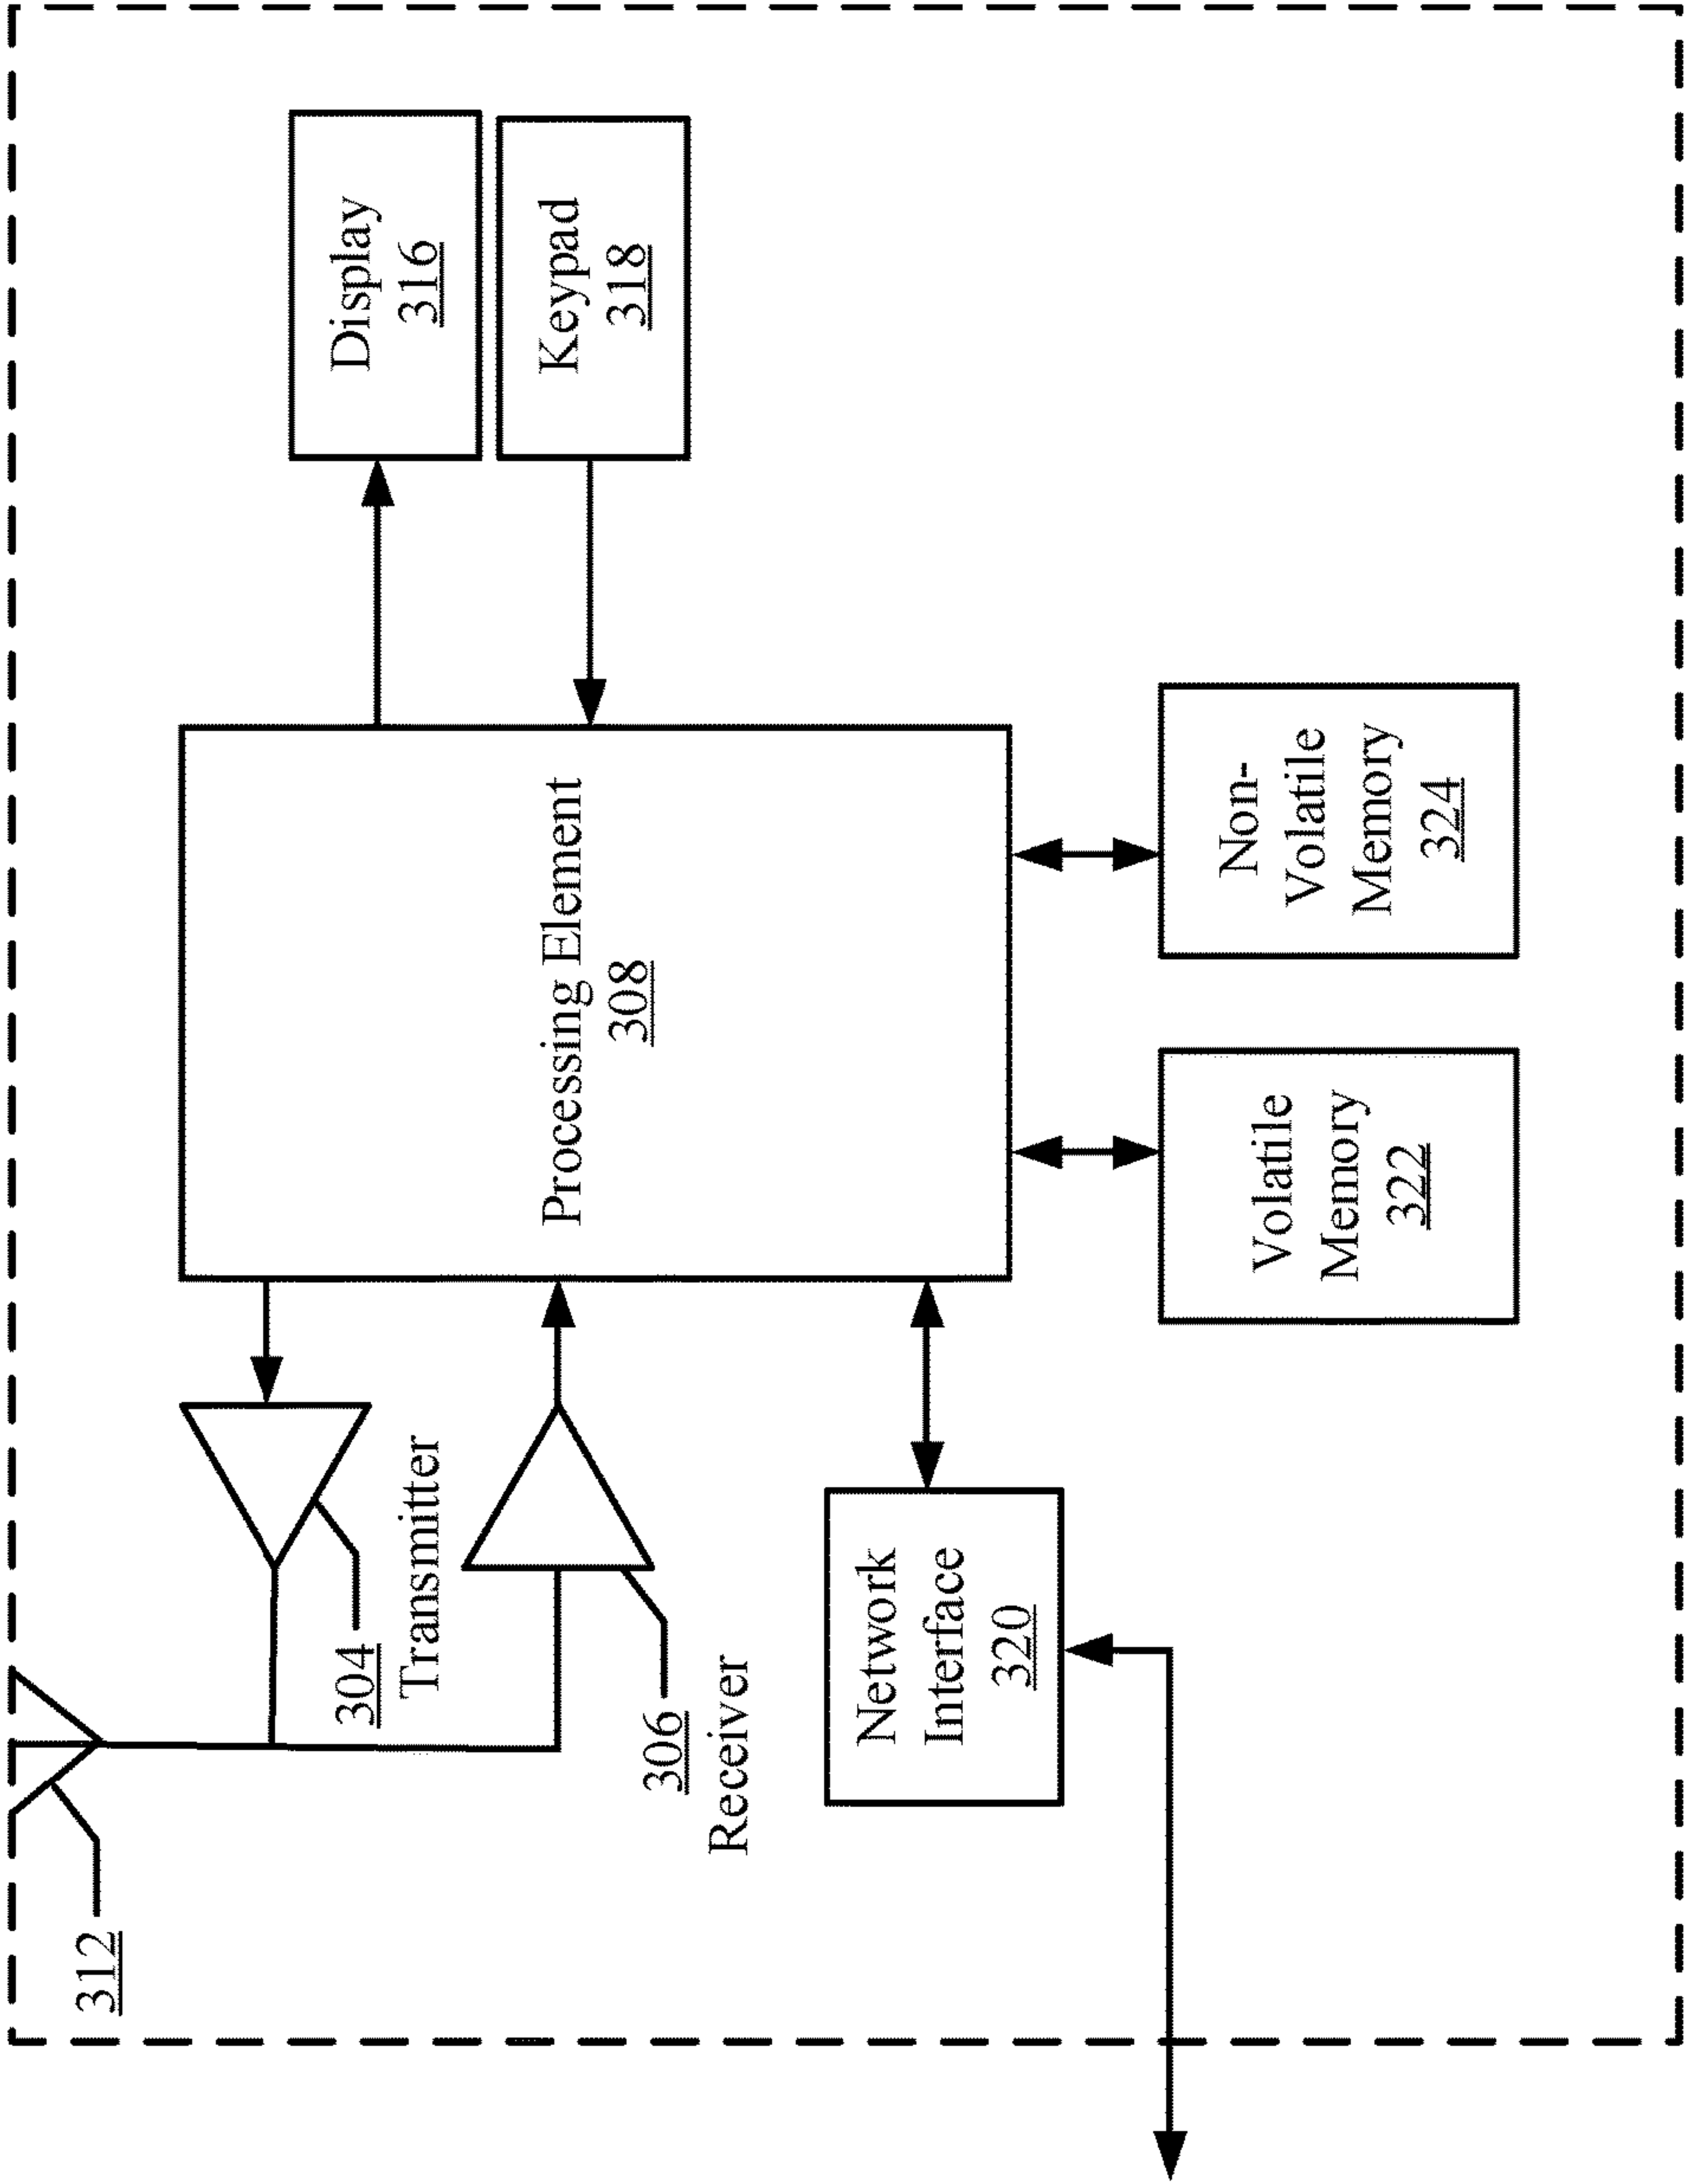 312
304
Transmitter
306
Receiver
Network
Interface
320
Processing Element
308
Volatile
Memory
322
Non-
Volatile
Memory
324
Display
316
Keypad
318